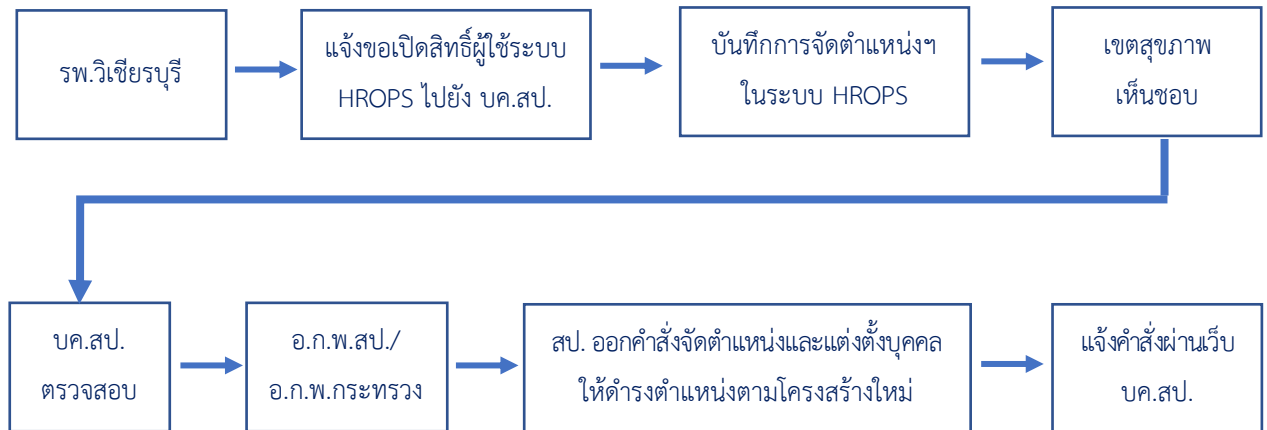 รพ.วิเชียรบุรี
แจ้งขอเปิดสิทธิ์ผู้ใช้ระบบ
HROPS ไปยัง บค.สป.
บันทึกการจัดตำแหน่งฯ
ในระบบ HROPS
เขตสุขภาพ
เห็นชอบ
บค.สป.
ตรวจสอบ
อ.ก.พ.สป./
อ.ก.พ.กระทรวง
สป. ออกคำสั่งจัดตำแหน่งและแต่งตั้งบุคคล
ให้ดำรงตำแหน่งตามโครงสร้างใหม่
แจ้งคำสั่งผ่านเว็บ
บค.สป.